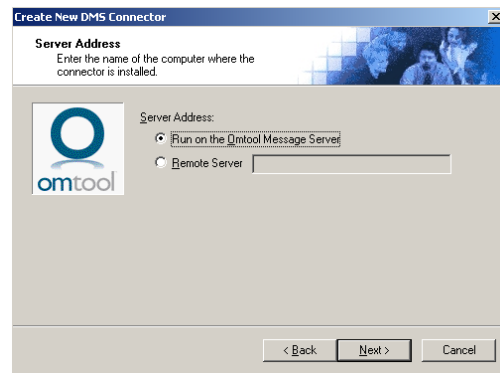 Create New DMS Connector
Server Address
Enter the name of the computer where the
connector is installed.
omtool
Server Address:
Run on the Omtool Message Server
Remote Server
< Back
Next >
Cancel